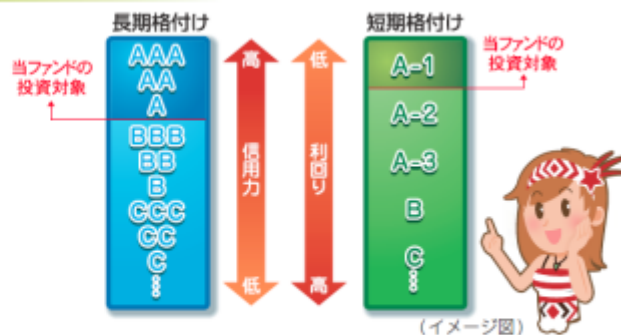 長期格付け
当ファンドの
投資対象
AAA
AA
A
BBB
BB
B
CCC
CC
C
高
信用力
低
低
利回り
高
短期格付け
A-1
A-2
A-3
B
C
当ファンドの
投資対象
(イメージ図)